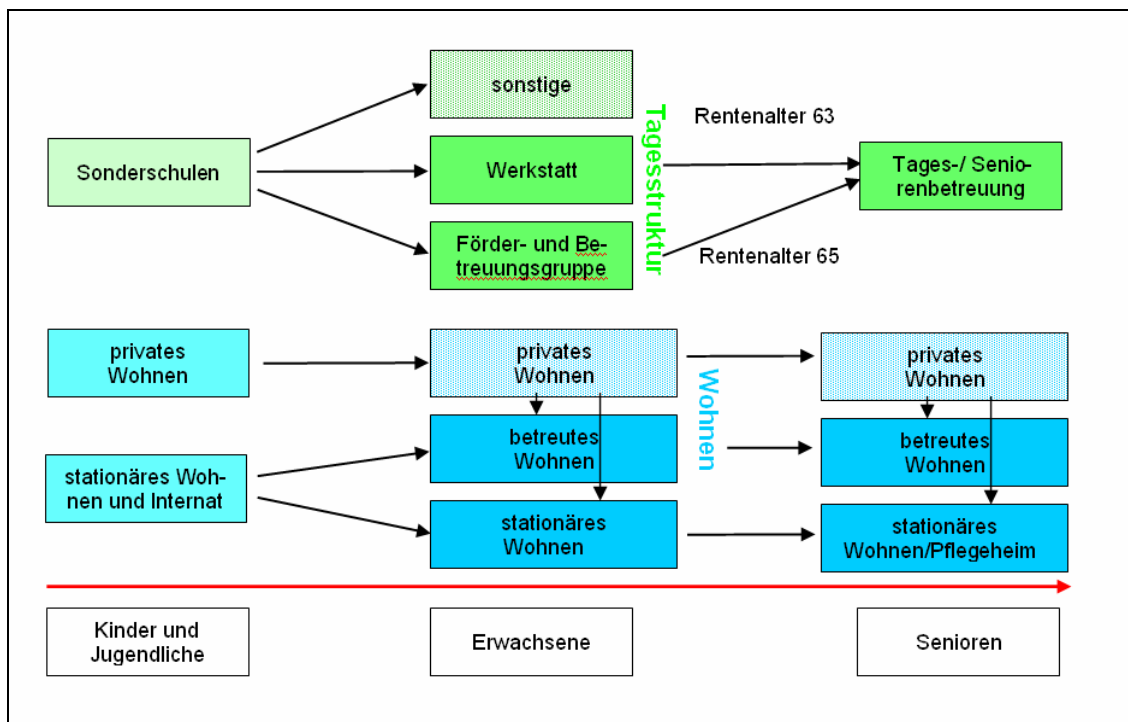 sonstige
Tagesstruktur
Rentenalter 63
Sonderschulen
Werkstatt
Tages-/ Senio-
renbetreuung
Förder- und Be-
treuungsgruppe
Rentenalter 65
privates
Wohnen
privates
Wohnen
Wohnen
privates
Wohnen
betreutes
Wohnen
betreutes
Wohnen
stationäres Woh-
nen und Internat
stationäres
Wohnen
stationäres
Wohnen/Pflegeheim
Kinder und
Jugendliche
Erwachsene
Senioren